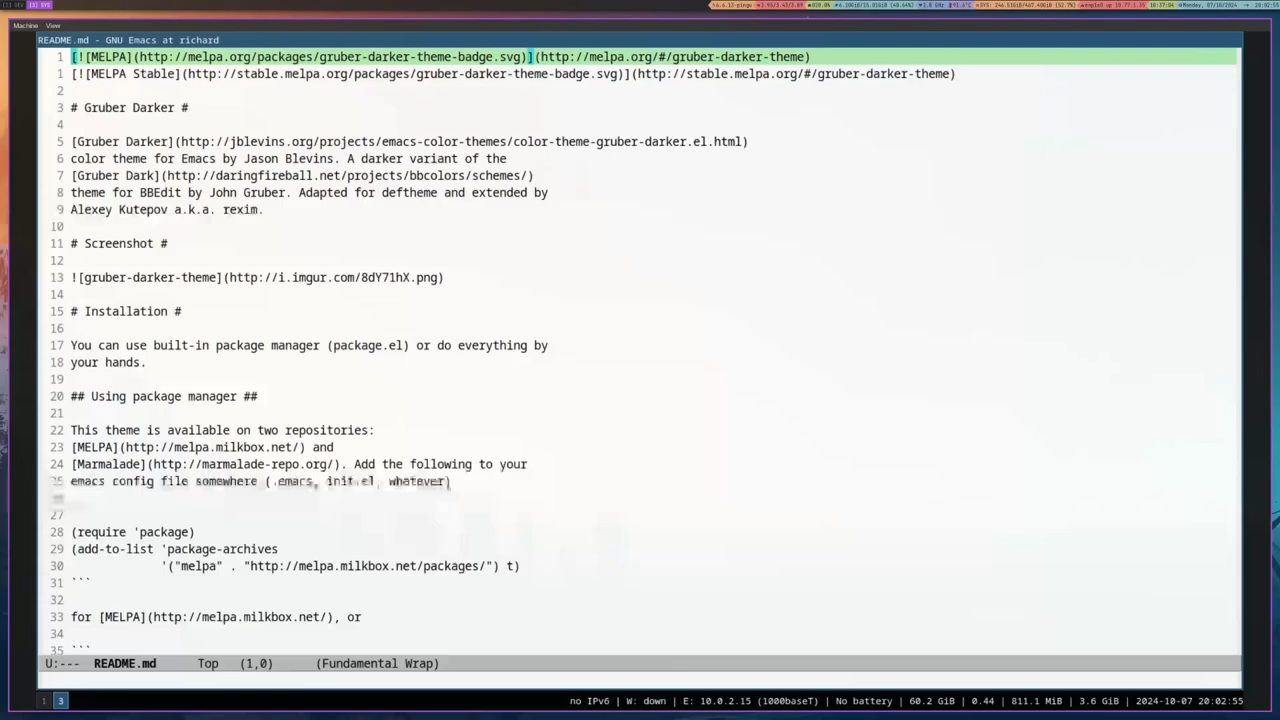 Machine View
README.md - GNU Emacs at richard
1 [![MELPA](http://melpa.org/packages/gruber-darker-theme-badge.svg)](http://melpa.org/#/gruber-darker-theme)
1 [![MELPA Stable](http://stable.melpa.org/packages/gruber-darker-theme-badge.svg)](http://stable.melpa.org/#/gruber-darker-theme)
2
3 # Gruber Darker #
4
5 [Gruber Darker](http://jblevins.org/projects/emacs-color-themes/color-theme-gruber-darker.el.html)
6 color theme for Emacs by Jason Blevins. A darker variant of the
7 [Gruber Dark](http://daringfireball.net/projects/bbcolors/schemes/)
8 theme for BBEdit by John Gruber. Adapted for deftheme and extended by
9 Alexey Kutepov a.k.a. rexim.
10
11 # Screenshot #
12
13 ![gruber-darker-theme](http://i.imgur.com/8dY71hX.png)
14
15 # Installation #
16
17 You can use built-in package manager (package.el) or do everything by
18 your hands.
19
20 ## Using package manager ##
21
22 This theme is available on two repositories:
23 [MELPA](http://melpa.milkbox.net/) and
24 [Marmalade](http://marmalade-repo.org/). Add the following to your
25 emacs config file somewhere (.emacs, init.el, whatever)
27
28 (require 'package)
29 (add-to-list 'package-archives
30 '("melpa" . "http://melpa.milkbox.net/packages/") t)
31 ```
32
33 for [MELPA](http://melpa.milkbox.net/), or
34
35 ```
U:--- README.md Top (1,0) (Fundamental Wrap)
1 3 no IPv6 | W: down | E: 10.0.2.15 (1000baseT) | No battery | 60.2 GiB | 0.44 | 811.1 MiB | 3.6 GiB | 2024-10-07 20:02:55